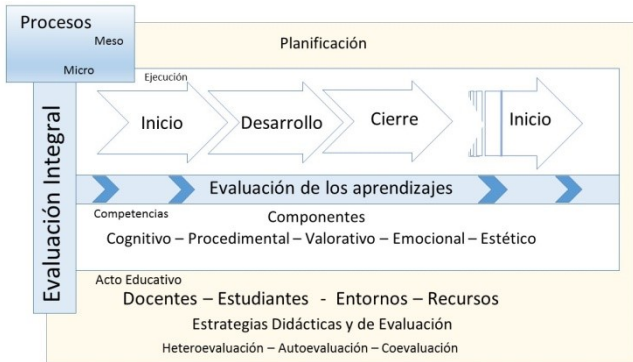 Procesos
Meso
Micro
Planificación
Evaluación Integral
Ejecución
Inicio
Desarrollo
Cierre
Inicio
Evaluación de los aprendizajes
Competencias
Componentes
Cognitivo – Procedimental – Valorativo – Emocional – Estético
Acto Educativo
Docentes – Estudiantes - Entornos – Recursos
Estrategias Didácticas y de Evaluación
Heteroevaluación – Autoevaluación – Coevaluación